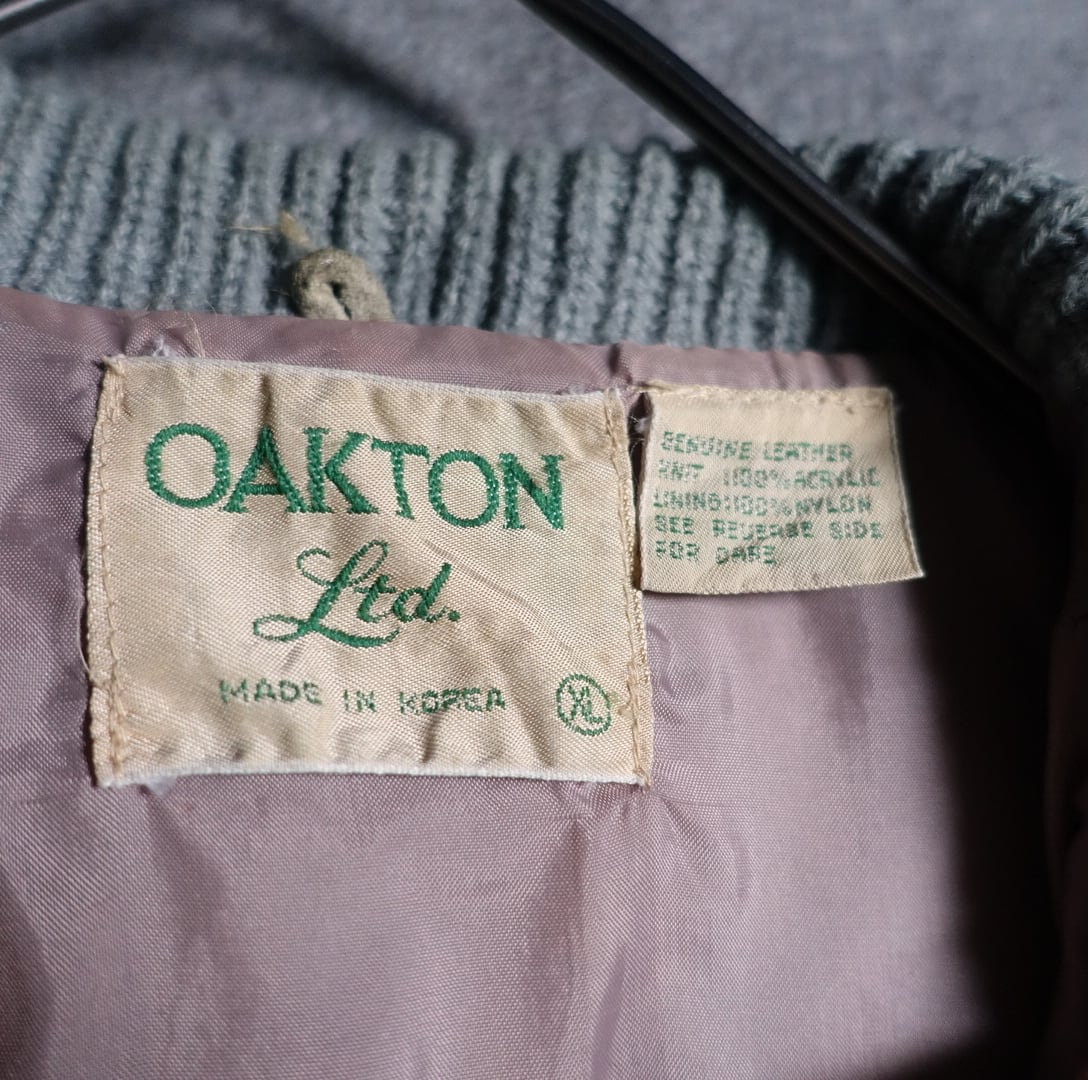 OAKTON
Ltd.
MADE IN KOREA XL
GENUINE LEATHER
KNIT :100% ACRYLIC
LINING:100% NYLON
SEE REVERSE SIDE
FOR CARE